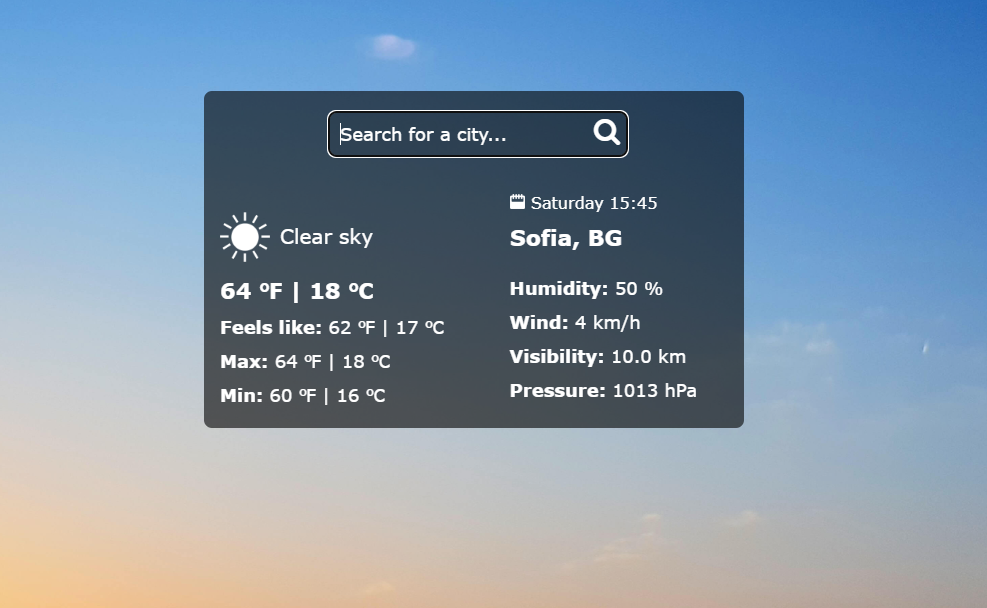 Search for a city...
Clear sky
64 ºF | 18 ºC
Feels like: 62 ºF | 17 ºC
Max: 64 ºF | 18 ºC
Min: 60 ºF | 16 ºC
Saturday 15:45
Sofia, BG
Humidity: 50 %
Wind: 4 km/h
Visibility: 10.0 km
Pressure: 1013 hPa